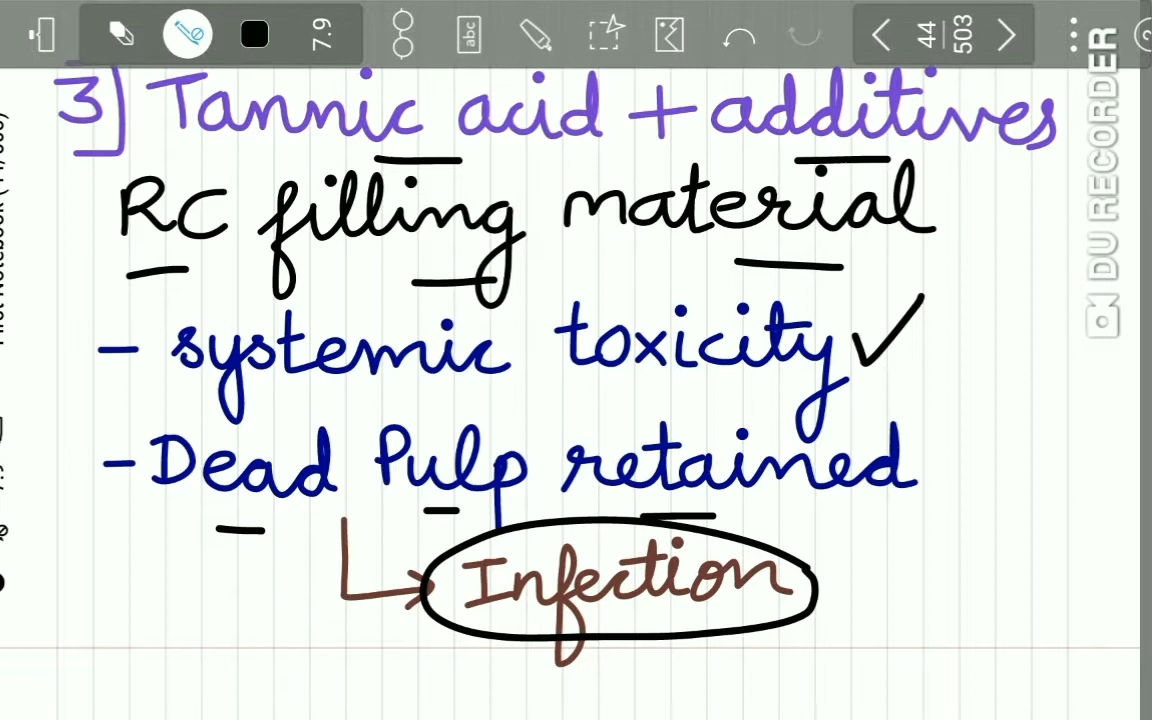 7.9
abc
44
503
3] Tannic acid + additives
RC filling material
- systemic toxicity ✓
- Dead Pulp retained
Infection
DU RECORDER